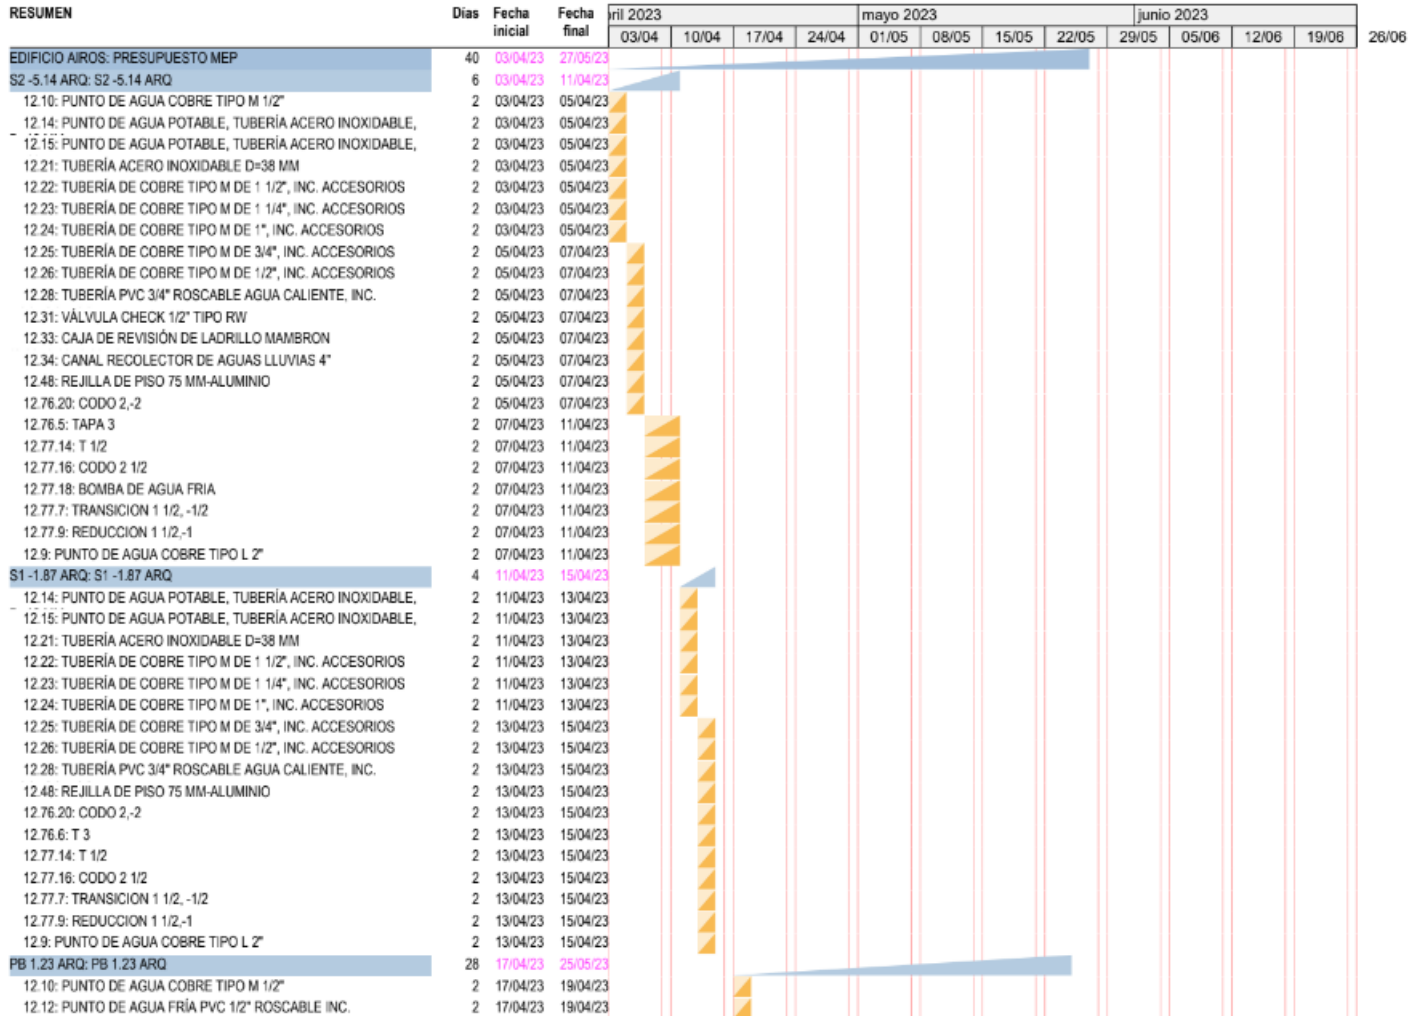 RESUMEN Días Fecha inicial Fecha final ril 2023 mayo 2023 junio 2023
03/04 10/04 17/04 24/04 01/05 08/05 15/05 22/05 29/05 05/06 12/06 19/06 26/06
EDIFICIO AIROS: PRESUPUESTO MEP 40 03/04/23 27/05/23
S2 -5.14 ARQ: S2 -5.14 ARQ 6 03/04/23 11/04/23
12.10: PUNTO DE AGUA COBRE TIPO M 1/2" 2 03/04/23 05/04/23
12.14: PUNTO DE AGUA POTABLE, TUBERÍA ACERO INOXIDABLE, 2 03/04/23 05/04/23
12.15: PUNTO DE AGUA POTABLE, TUBERÍA ACERO INOXIDABLE, 2 03/04/23 05/04/23
12.21: TUBERÍA ACERO INOXIDABLE D=38 MM 2 03/04/23 05/04/23
12.22: TUBERÍA DE COBRE TIPO M DE 1 1/2", INC. ACCESORIOS 2 03/04/23 05/04/23
12.23: TUBERÍA DE COBRE TIPO M DE 1 1/4", INC. ACCESORIOS 2 03/04/23 05/04/23
12.24: TUBERÍA DE COBRE TIPO M DE 1", INC. ACCESORIOS 2 03/04/23 05/04/23
12.25: TUBERÍA DE COBRE TIPO M DE 3/4", INC. ACCESORIOS 2 05/04/23 07/04/23
12.26: TUBERÍA DE COBRE TIPO M DE 1/2", INC. ACCESORIOS 2 05/04/23 07/04/23
12.28: TUBERÍA PVC 3/4" ROSCABLE AGUA CALIENTE, INC. 2 05/04/23 07/04/23
12.31: VÁLVULA CHECK 1/2" TIPO RW 2 05/04/23 07/04/23
12.33: CAJA DE REVISIÓN DE LADRILLO MAMBRON 2 05/04/23 07/04/23
12.34: CANAL RECOLECTOR DE AGUAS LLUVIAS 4" 2 05/04/23 07/04/23
12.48: REJILLA DE PISO 75 MM-ALUMINIO 2 05/04/23 07/04/23
12.76.20: CODO 2,-2 2 05/04/23 07/04/23
12.76.5: TAPA 3 2 07/04/23 11/04/23
12.77.14: T 1/2 2 07/04/23 11/04/23
12.77.16: CODO 2 1/2 2 07/04/23 11/04/23
12.77.18: BOMBA DE AGUA FRIA 2 07/04/23 11/04/23
12.77.7: TRANSICION 1 1/2, -1/2 2 07/04/23 11/04/23
12.77.9: REDUCCION 1 1/2,-1 2 07/04/23 11/04/23
12.9: PUNTO DE AGUA COBRE TIPO L 2" 2 07/04/23 11/04/23
S1 -1.87 ARQ: S1 -1.87 ARQ 4 11/04/23 15/04/23
12.14: PUNTO DE AGUA POTABLE, TUBERÍA ACERO INOXIDABLE, 2 11/04/23 13/04/23
12.15: PUNTO DE AGUA POTABLE, TUBERÍA ACERO INOXIDABLE, 2 11/04/23 13/04/23
12.21: TUBERÍA ACERO INOXIDABLE D=38 MM 2 11/04/23 13/04/23
12.22: TUBERÍA DE COBRE TIPO M DE 1 1/2", INC. ACCESORIOS 2 11/04/23 13/04/23
12.23: TUBERÍA DE COBRE TIPO M DE 1 1/4", INC. ACCESORIOS 2 11/04/23 13/04/23
12.24: TUBERÍA DE COBRE TIPO M DE 1", INC. ACCESORIOS 2 11/04/23 13/04/23
12.25: TUBERÍA DE COBRE TIPO M DE 3/4", INC. ACCESORIOS 2 13/04/23 15/04/23
12.26: TUBERÍA DE COBRE TIPO M DE 1/2", INC. ACCESORIOS 2 13/04/23 15/04/23
12.28: TUBERÍA PVC 3/4" ROSCABLE AGUA CALIENTE, INC. 2 13/04/23 15/04/23
12.48: REJILLA DE PISO 75 MM-ALUMINIO 2 13/04/23 15/04/23
12.76.20: CODO 2,-2 2 13/04/23 15/04/23
12.76.6: T 3 2 13/04/23 15/04/23
12.77.14: T 1/2 2 13/04/23 15/04/23
12.77.16: CODO 2 1/2 2 13/04/23 15/04/23
12.77.7: TRANSICION 1 1/2, -1/2 2 13/04/23 15/04/23
12.77.9: REDUCCION 1 1/2,-1 2 13/04/23 15/04/23
12.9: PUNTO DE AGUA COBRE TIPO L 2" 2 13/04/23 15/04/23
PB 1.23 ARQ: PB 1.23 ARQ 28 17/04/23 25/05/23
12.10: PUNTO DE AGUA COBRE TIPO M 1/2" 2 17/04/23 19/04/23
12.12: PUNTO DE AGUA FRÍA PVC 1/2" ROSCABLE INC. 2 17/04/23 19/04/23